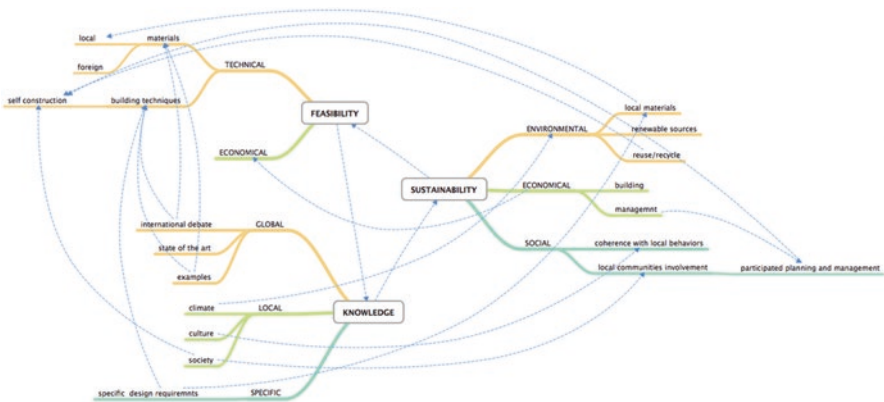 local
materials
foreign
TECHNICAL
self construction
building techniques
FEASIBILITY
ECONOMICAL
local materials
ENVIRONMENTAL
renewable sources
reuse/recycle
SUSTAINABILITY
ECONOMICAL
building
managemnt
SOCIAL
coherence with local behaviors
local communities involvement
participated planning and management
international debate
GLOBAL
state of the art
examples
climate
LOCAL
KNOWLEDGE
culture
society
specific design requiremnts
SPECIFIC